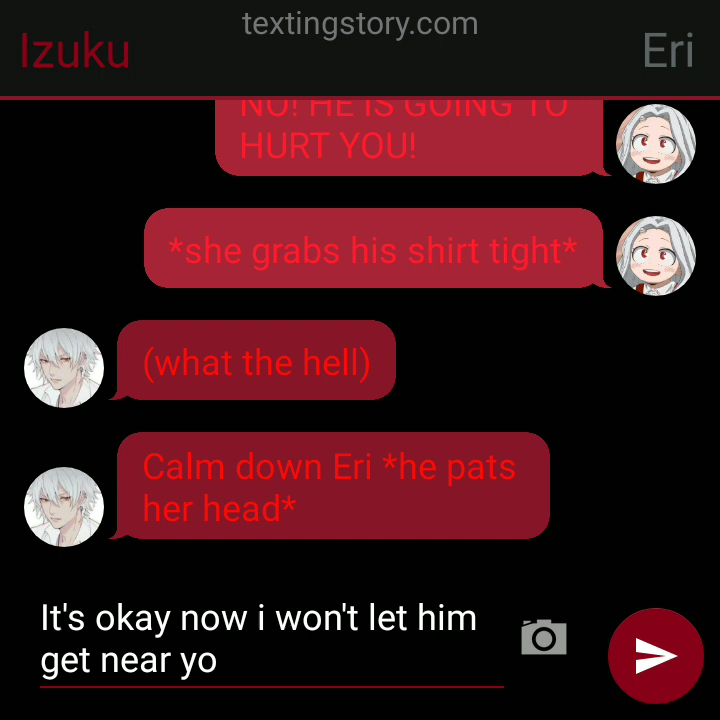 textingstory.com
Izuku
Eri
NO! HE IS GOING TO
HURT YOU!
*she grabs his shirt tight*
(what the hell)
Calm down Eri *he pats
her head*
It's okay now i won't let him
get near yo